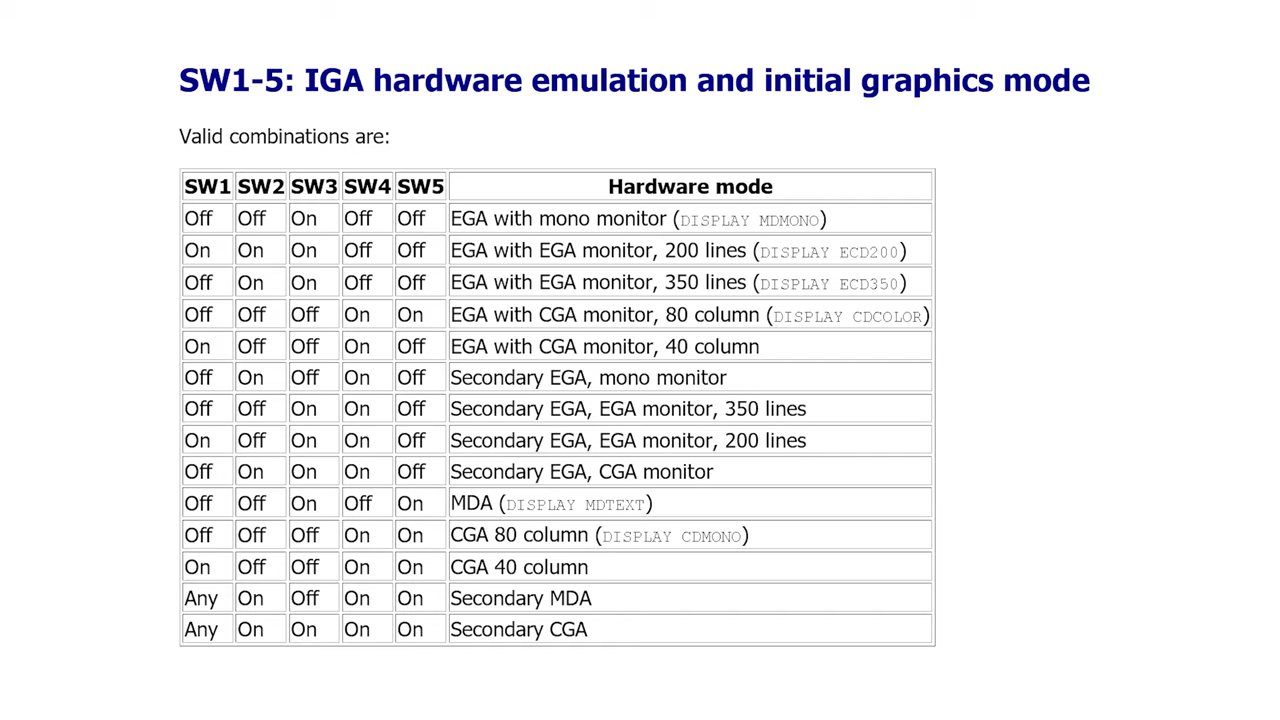 SW1-5: IGA hardware emulation and initial graphics mode
Valid combinations are:
SW1 SW2 SW3 SW4 SW5 Hardware mode
Off Off On Off Off EGA with mono monitor (DISPLAY MDMONO)
On On On Off Off EGA with EGA monitor, 200 lines (DISPLAY ECD200)
Off On On Off Off EGA with EGA monitor, 350 lines (DISPLAY ECD350)
Off Off Off On On EGA with CGA monitor, 80 column (DISPLAY CDCOLOR)
On Off Off On Off EGA with CGA monitor, 40 column
Off On Off On Off Secondary EGA, mono monitor
Off Off On On Off Secondary EGA, EGA monitor, 350 lines
On Off On On Off Secondary EGA, EGA monitor, 200 lines
Off On On On Off Secondary EGA, CGA monitor
Off Off On Off On MDA (DISPLAY MDTEXT)
Off Off Off On On CGA 80 column (DISPLAY CDMONO)
On Off Off On On CGA 40 column
Any On Off On On Secondary MDA
Any On On On On Secondary CGA